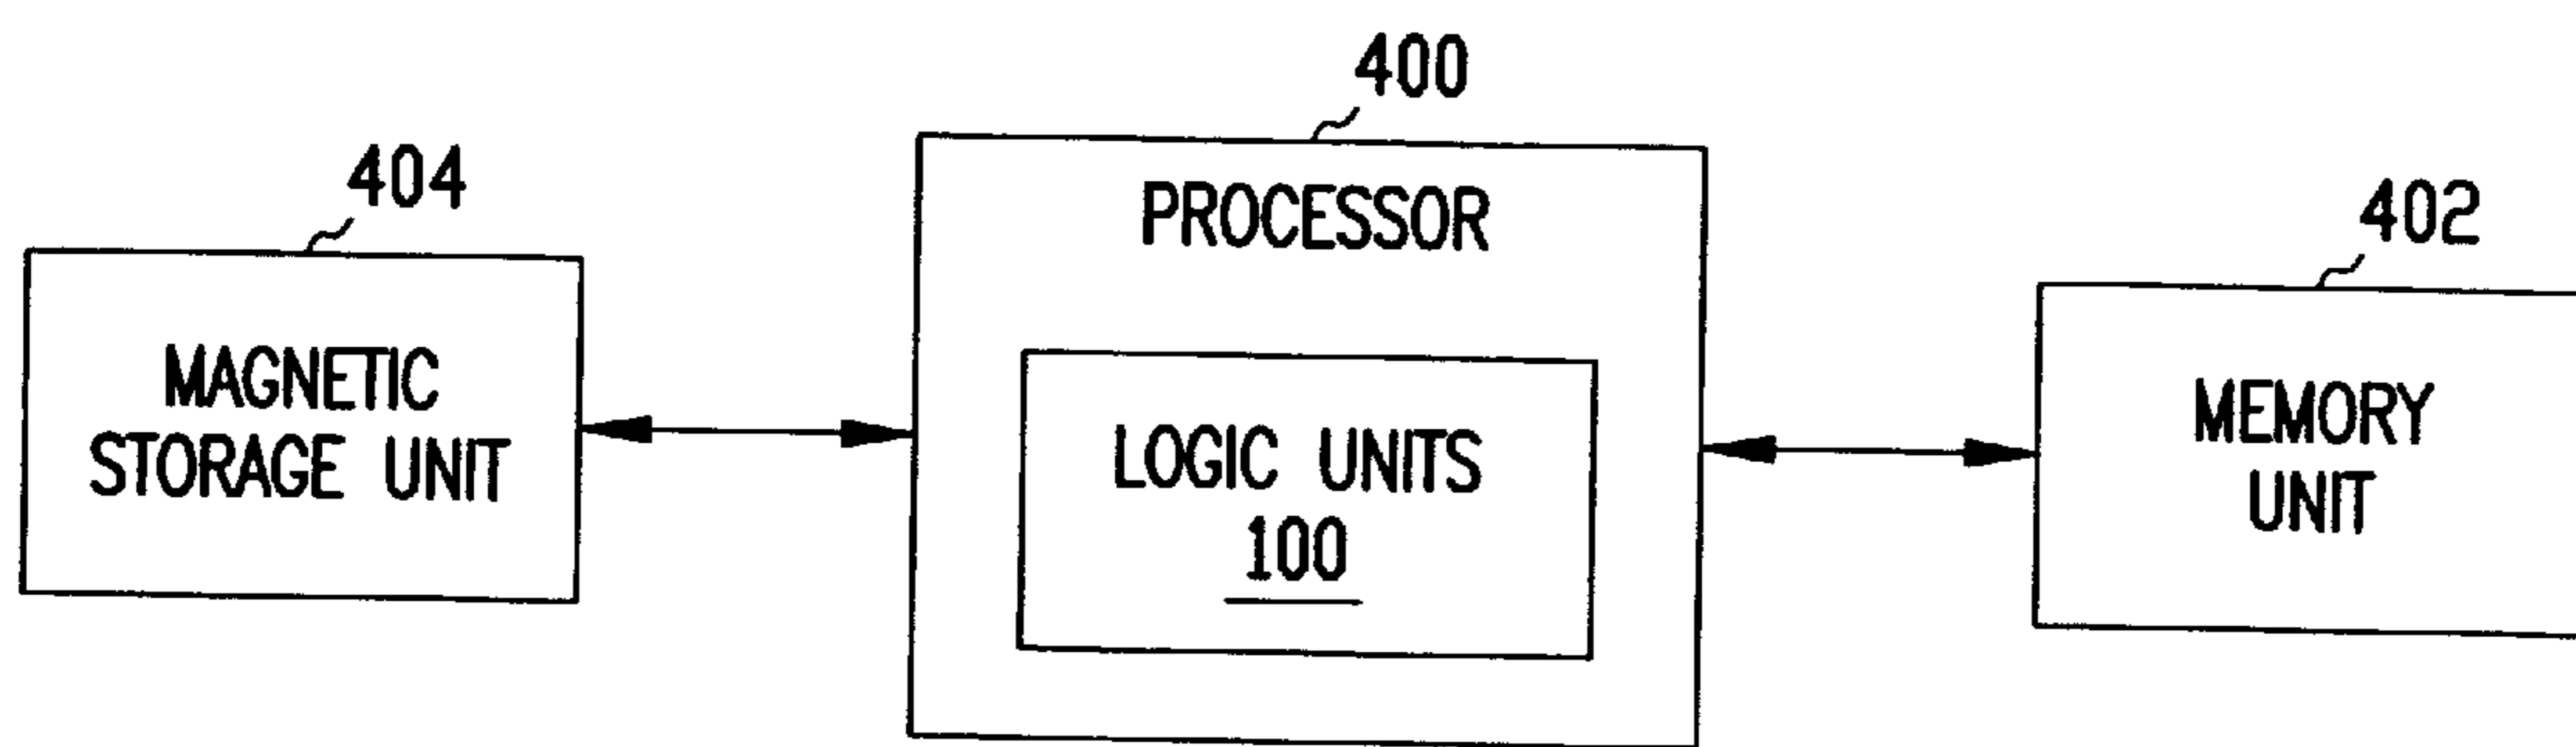 400
404
PROCESSOR
402
MAGNETIC
STORAGE UNIT
LOGIC UNITS
100
MEMORY
UNIT